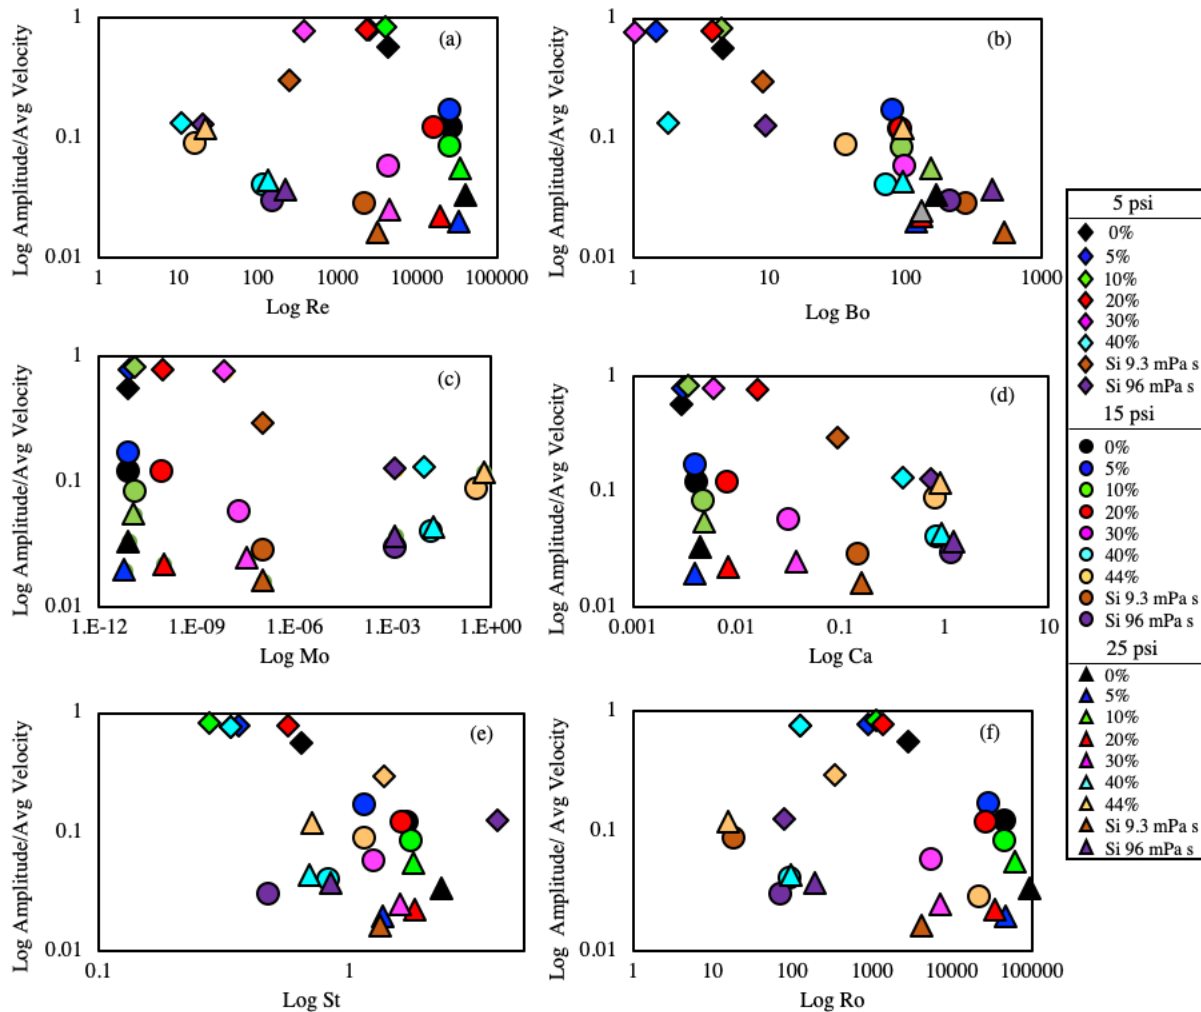 Log Amplitude/Avg Velocity
1
0.1
0.01
(a)
1 10 100 1000 10000 100000
Log Re
Log Amplitude/Avg Velocity
1
0.1
0.01
(b)
1 10 100 1000
Log Bo
Log Amplitude/Avg Velocity
1
0.1
0.01
(c)
1.E-12 1.E-09 1.E-06 1.E-03 1.E+00
Log Mo
Log Amplitude/Avg Velocity
1
0.1
0.01
(d)
0.001 0.01 0.1 1 10
Log Ca
Log Amplitude/Avg Velocity
1
0.1
0.01
(e)
0.1 1
Log St
Log Amplitude/ Avg Velocity
1
0.1
0.01
(f)
1 10 100 1000 10000 100000
Log Ro
5 psi
0%
5%
10%
20%
30%
40%
Si 9.3 mPa s
Si 96 mPa s
15 psi
0%
5%
10%
20%
30%
40%
44%
Si 9.3 mPa s
Si 96 mPa s
25 psi
0%
5%
10%
20%
30%
40%
44%
Si 9.3 mPa s
Si 96 mPa s